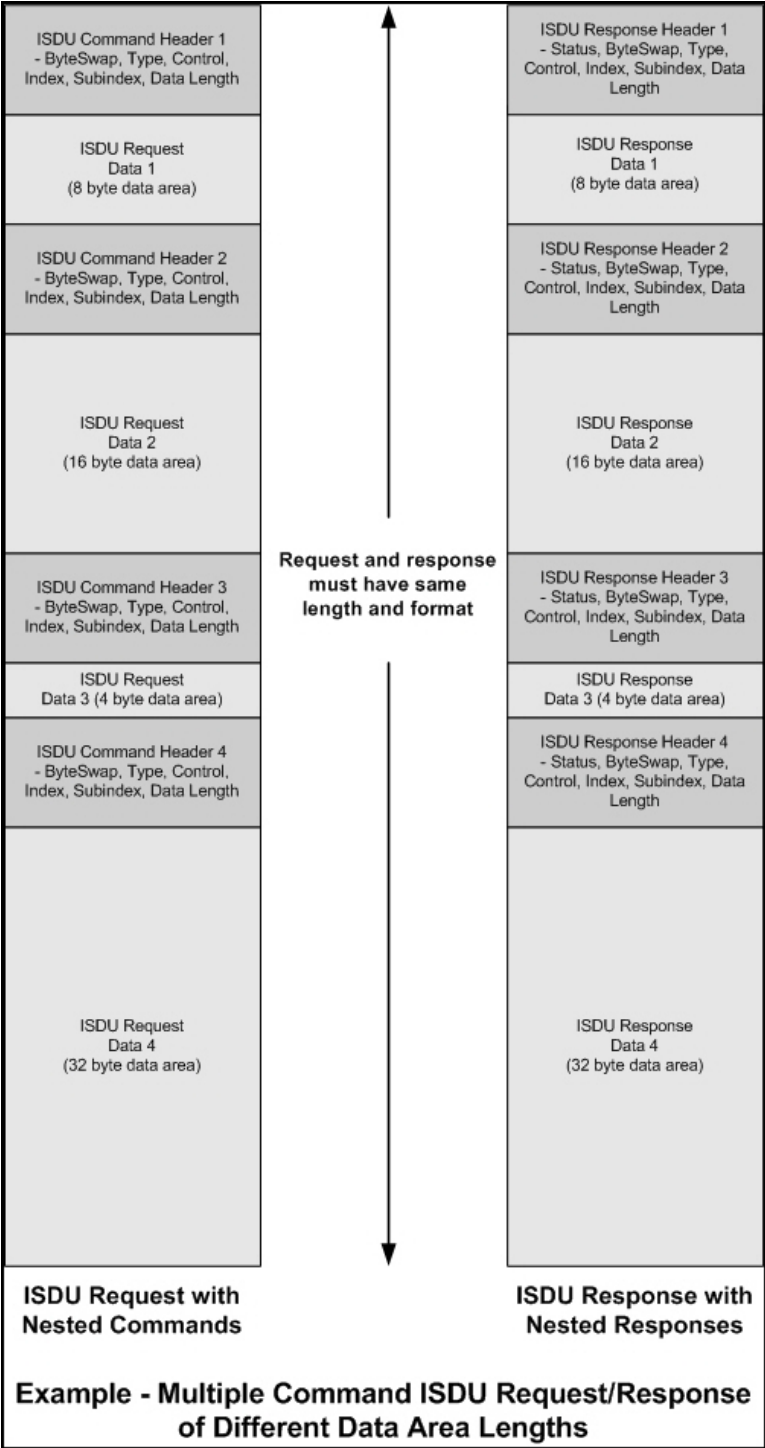 ISDU Command Header 1
- ByteSwap, Type, Control,
Index, Subindex, Data Length
ISDU Request
Data 1
(8 byte data area)
ISDU Command Header 2
- ByteSwap, Type, Control,
Index, Subindex, Data Length
ISDU Request
Data 2
(16 byte data area)
ISDU Command Header 3
- ByteSwap, Type, Control,
Index, Subindex, Data Length
ISDU Request
Data 3 (4 byte data area)
ISDU Command Header 4
- ByteSwap, Type, Control,
Index, Subindex, Data Length
ISDU Request
Data 4
(32 byte data area)
ISDU Request with
Nested Commands
Request and response
must have same
length and format
ISDU Response Header 1
- Status, ByteSwap, Type,
Control, Index, Subindex, Data
Length
ISDU Response
Data 1
(8 byte data area)
ISDU Response Header 2
- Status, ByteSwap, Type,
Control, Index, Subindex, Data
Length
ISDU Response
Data 2
(16 byte data area)
ISDU Response Header 3
- Status, ByteSwap, Type,
Control, Index, Subindex, Data
Length
ISDU Response
Data 3 (4 byte data area)
ISDU Response Header 4
- Status, ByteSwap, Type,
Control, Index, Subindex, Data
Length
ISDU Response
Data 4
(32 byte data area)
ISDU Response with
Nested Responses
Example - Multiple Command ISDU Request/Response
of Different Data Area Lengths